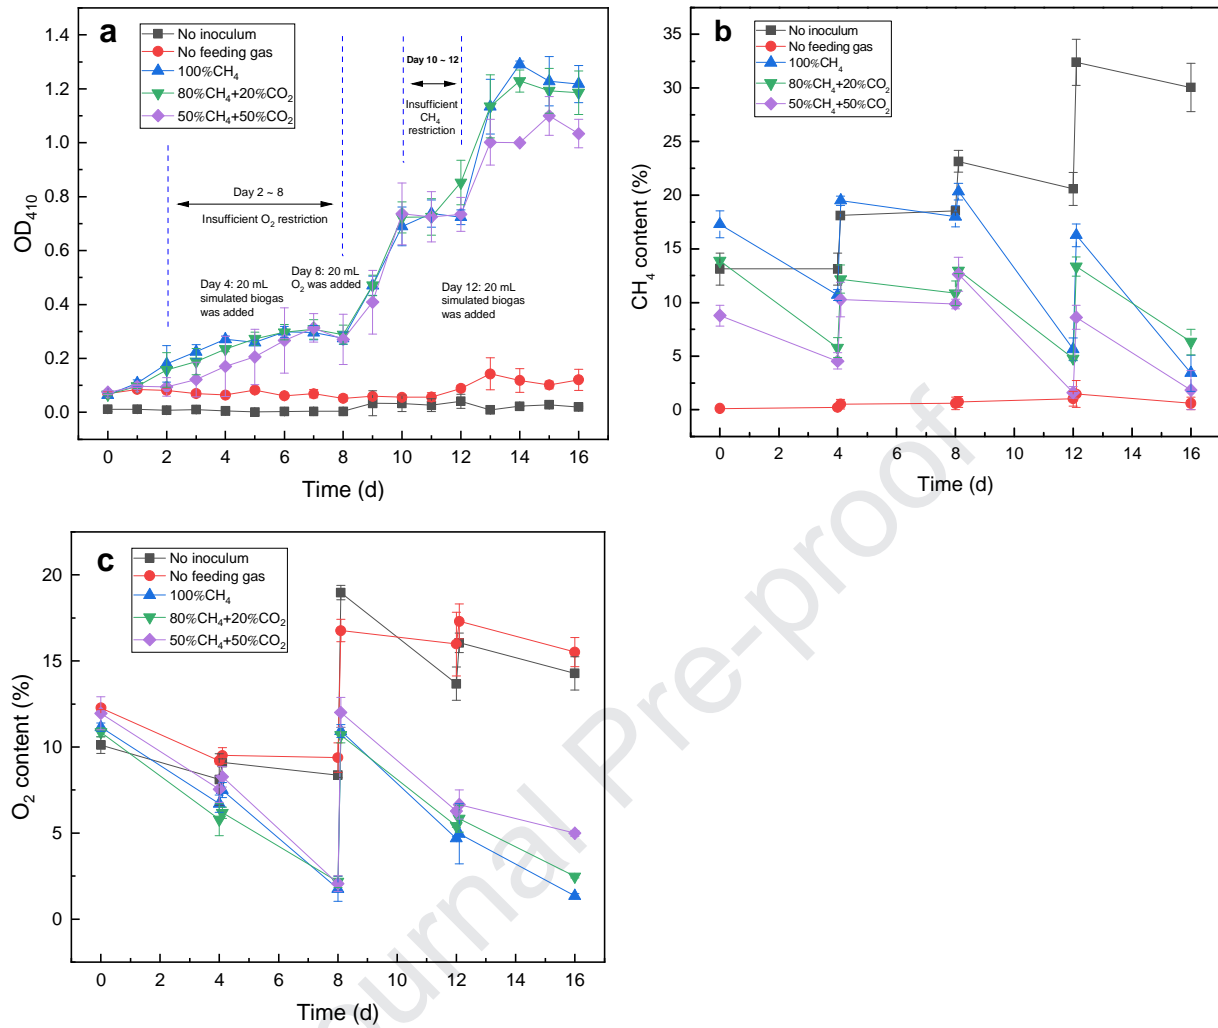 a
No inoculum
No feeding gas
100%CH4
80%CH4+20%CO2
50%CH4+50%CO2
Day 10 ~ 12
Insufficient
CH4
restriction
Day 2 ~ 8
Insufficient O2 restriction
Day 4: 20 mL
simulated biogas
was added
Day 8: 20 mL
O2 was added
Day 12: 20 mL
simulated biogas
was added
1.4
1.2
1.0
0.8
0.6
0.4
0.2
0.0
OD410
0 2 4 6 8 10 12 14 16
Time (d)
b
No inoculum
No feeding gas
100%CH4
80%CH4+20%CO2
50%CH4+50%CO2
35
30
25
20
15
10
5
0
CH4 content (%)
0 2 4 6 8 10 12 14 16
Time (d)
c
No inoculum
No feeding gas
100%CH4
80%CH4+20%CO2
50%CH4+50%CO2
20
15
10
5
0
O2 content (%)
0 2 4 6 8 10 12 14 16
Time (d)
Journal Pre-proof